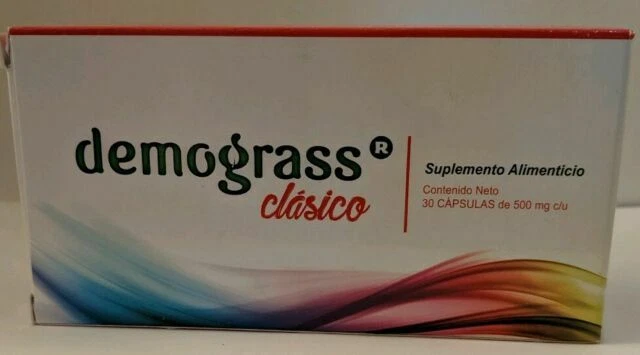 demograss®
clásico
Suplemento Alimenticio
Contenido Neto
30 CÁPSULAS de 500 mg c/u